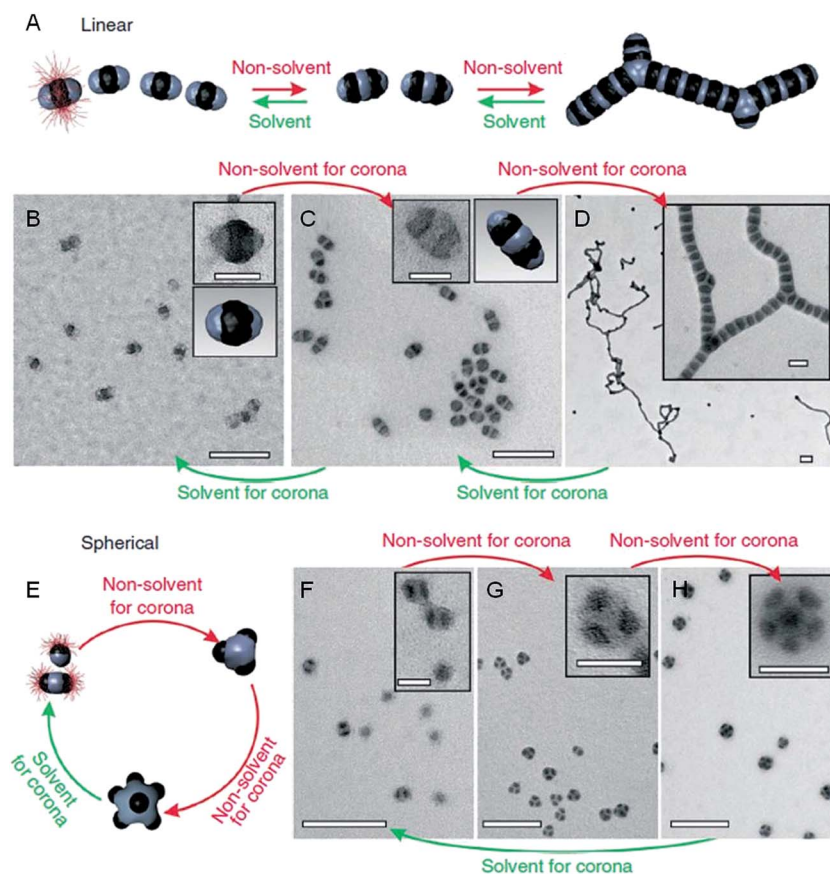 A
Linear
Non-solvent
Solvent
Non-solvent
Solvent
Non-solvent for corona
Non-solvent for corona
B
C
D
Solvent for corona
Solvent for corona
Spherical
Non-solvent for corona
Non-solvent for corona
E
Non-solvent
for corona
F
G
H
Solvent
for corona
Non-solvent
for corona
Solvent for corona